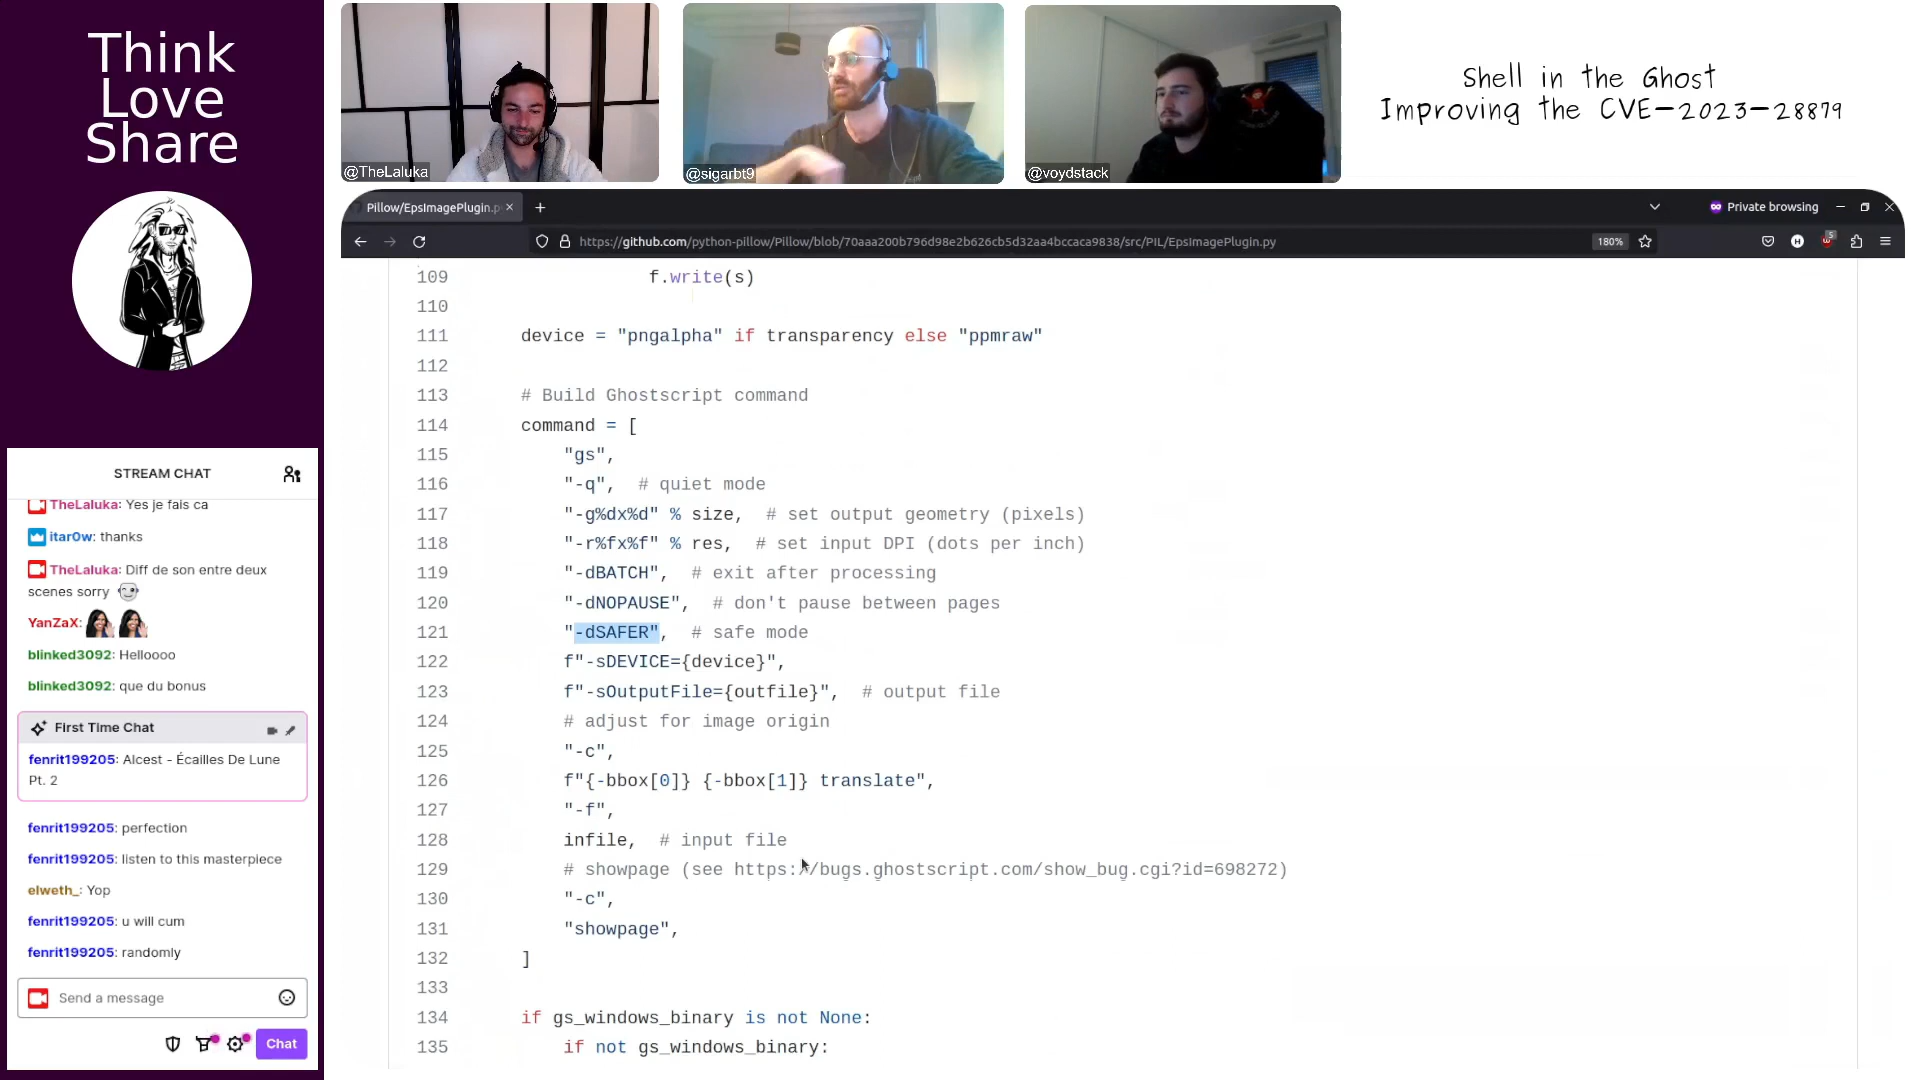 Think
Love
Share
@TheLaluka
@sigarbt9
@voydstack
Shell in the Ghost
Improving the CVE-2023-28879
Pillow/EpsImagePlugin.p
Private browsing
https://github.com/python-pillow/Pillow/blob/70aaa200b796d98e2b626cb5d32aa4bccaca9838/src/PIL/EpsImagePlugin.py
180%
109 f.write(s)
110
111 device = "pngalpha" if transparency else "ppmraw"
112
113 # Build Ghostscript command
114 command = [
115 "gs",
116 "-q",  # quiet mode
117 "-g%dx%d" % size,  # set output geometry (pixels)
118 "-r%fx%f" % res,  # set input DPI (dots per inch)
119 "-dBATCH",  # exit after processing
120 "-dNOPAUSE",  # don't pause between pages
121 "-dSAFER",  # safe mode
122 f"-sDEVICE={device}",
123 f"-sOutputFile={outfile}",  # output file
124 # adjust for image origin
125 "-c",
126 f"{-bbox[0]} {-bbox[1]} translate",
127 "-f",
128 infile,  # input file
129 # showpage (see https://bugs.ghostscript.com/show_bug.cgi?id=698272)
130 "-c",
131 "showpage",
132 ]
133
134 if gs_windows_binary is not None:
135 if not gs_windows_binary:
STREAM CHAT
TheLaluka: Yes je fais ca
itar0w: thanks
TheLaluka: Diff de son entre deux
scenes sorry
YanZaX:
blinked3092: Helloooo
blinked3092: que du bonus
First Time Chat
fenrit199205: Alcest - Écailles De Lune
Pt. 2
fenrit199205: perfection
fenrit199205: listen to this masterpiece
elweth_: Yop
fenrit199205: u will cum
fenrit199205: randomly
Send a message
Chat